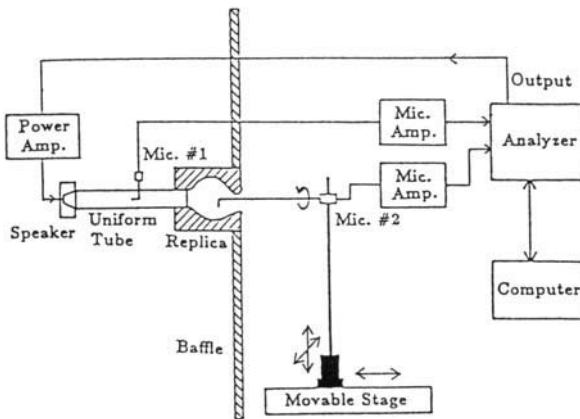 Output
Power
Amp.
Mic.
Amp.
Analyzer
Mic. #1
Mic.
Amp.
Speaker
Uniform
Tube
Replica
Mic. #2
Computer
Baffle
Movable Stage